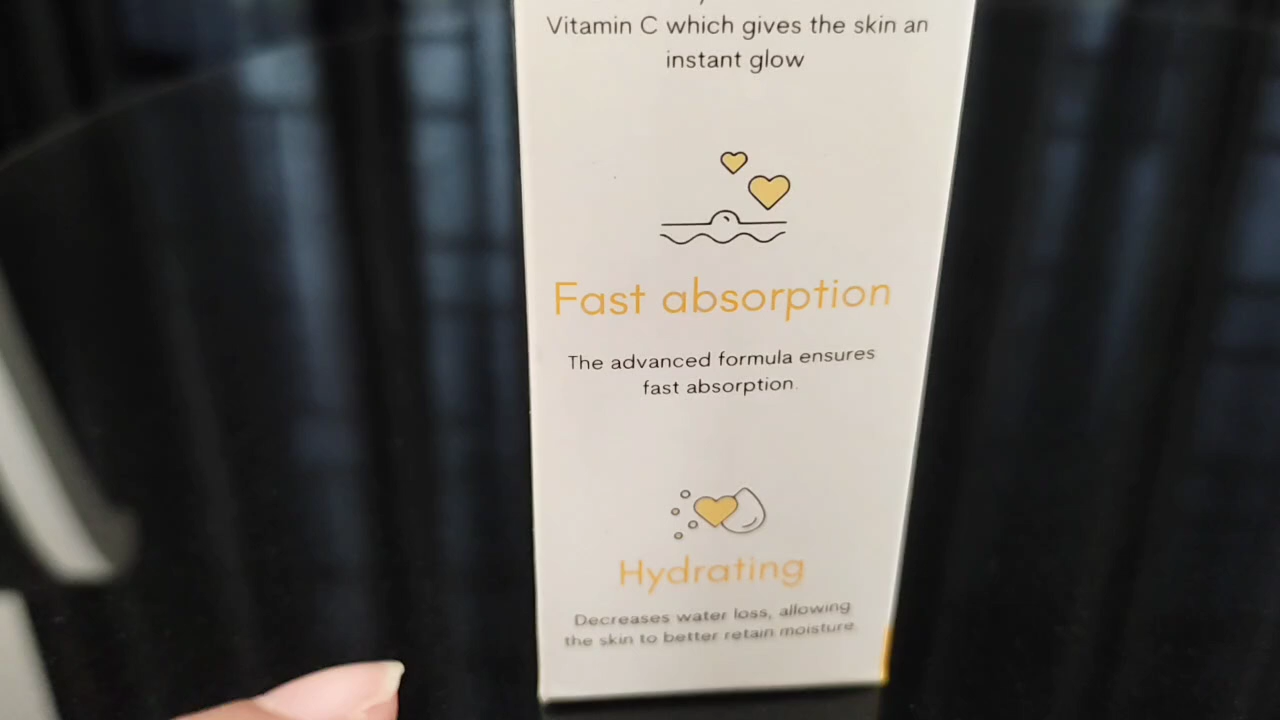 Vitamin C which gives the skin an
instant glow
Fast absorption
The advanced formula ensures
fast absorption.
Hydrating
Decreases water loss, allowing
the skin to better retain moisture.